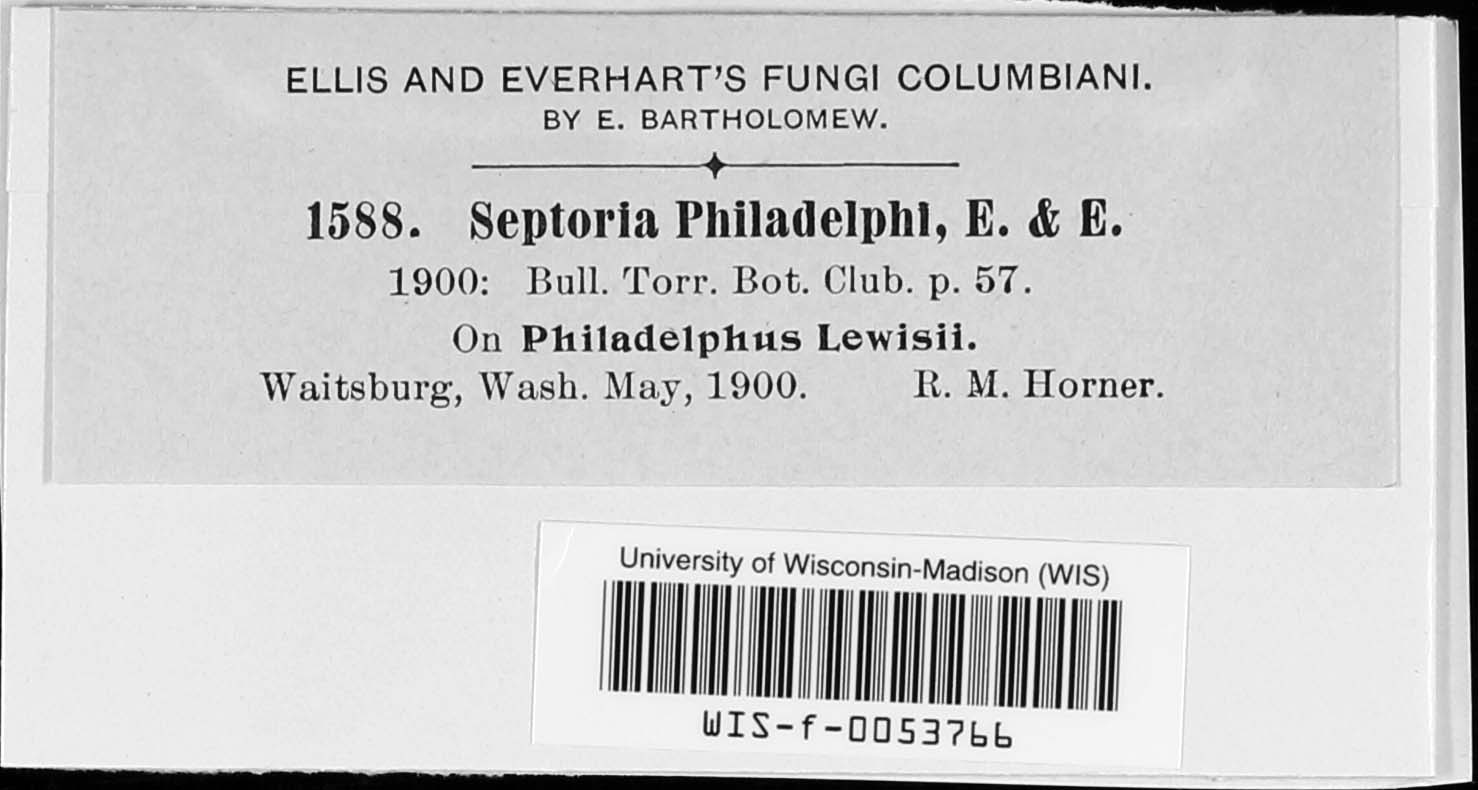 ELLIS AND EVERHART'S FUNGI COLUMBIANI.
BY E. BARTHOLOMEW.
1588. Septoria Philadelphi, E. & E.
1900: Bull. Torr. Bot. Club. p. 57.
On Philadelphus Lewisii.
Waitsburg, Wash. May, 1900. R. M. Horner.
University of Wisconsin-Madison (WIS)
WIS-f-0053766